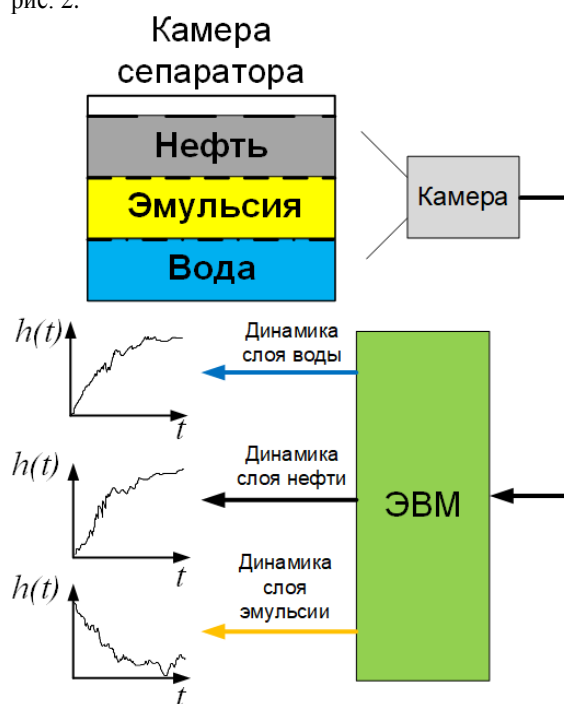 рис. 2.
Камера
сепаратора
Нефть
Эмульсия
Вода
Камера
h(t)
t
Динамика
слоя воды
h(t)
t
Динамика
слоя нефти
ЭВМ
h(t)
t
Динамика
слоя
эмульсии